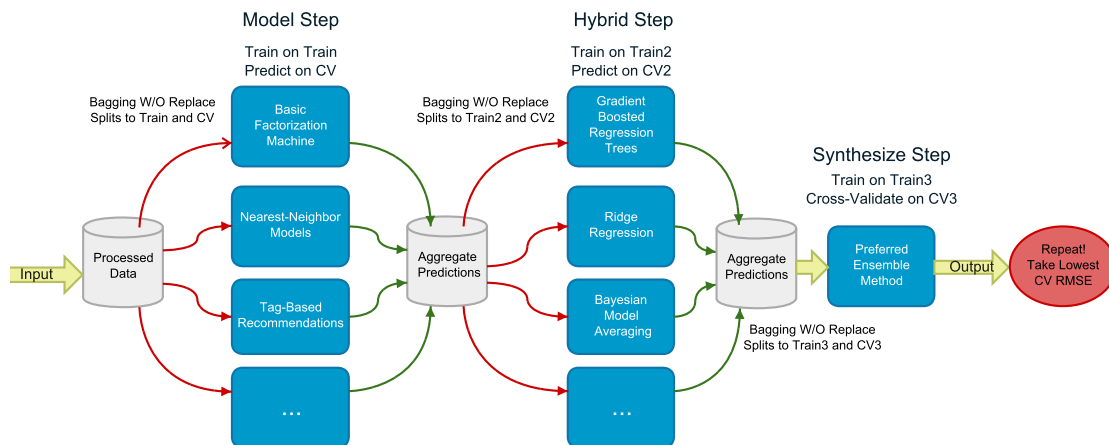 Model Step
Train on Train
Predict on CV
Hybrid Step
Train on Train2
Predict on CV2
Bagging W/O Replace
Splits to Train and CV
Basic
Factorization
Machine
Bagging W/O Replace
Splits to Train2 and CV2
Gradient
Boosted
Regression
Trees
Synthesize Step
Train on Train3
Cross-Validate on CV3
Input
Processed
Data
Nearest-Neighbor
Models
Tag-Based
Recommendations
...
Aggregate
Predictions
Ridge
Regression
Bayesian
Model
Averaging
...
Aggregate
Predictions
Bagging W/O Replace
Splits to Train3 and CV3
Preferred
Ensemble
Method
Output
Repeat!
Take Lowest
CV RMSE